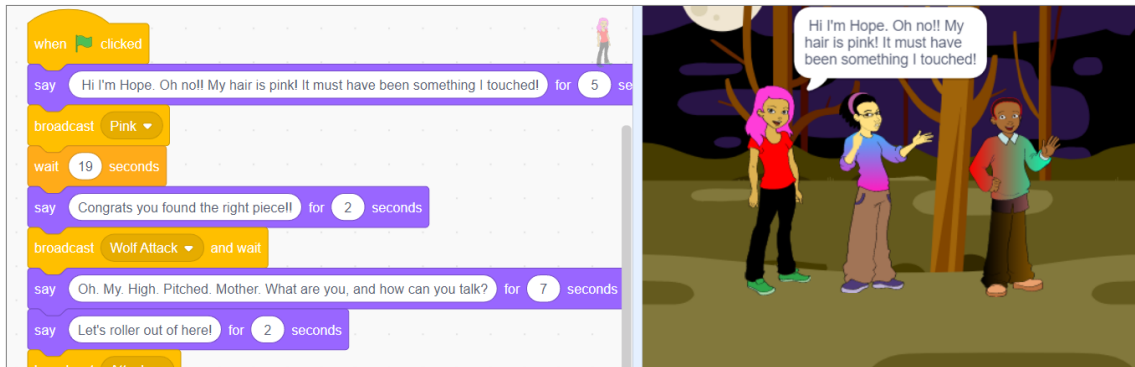 when clicked
say Hi I'm Hope. Oh no!! My hair is pink! It must have been something I touched! for 5 se
broadcast Pink
wait 19 seconds
say Congrats you found the right piece!! for 2 seconds
broadcast Wolf Attack and wait
say Oh. My. High. Pitched. Mother. What are you, and how can you talk? for 7 seconds
say Let's roller out of here! for 2 seconds
Hi I'm Hope. Oh no!! My
hair is pink! It must have
been something I touched!